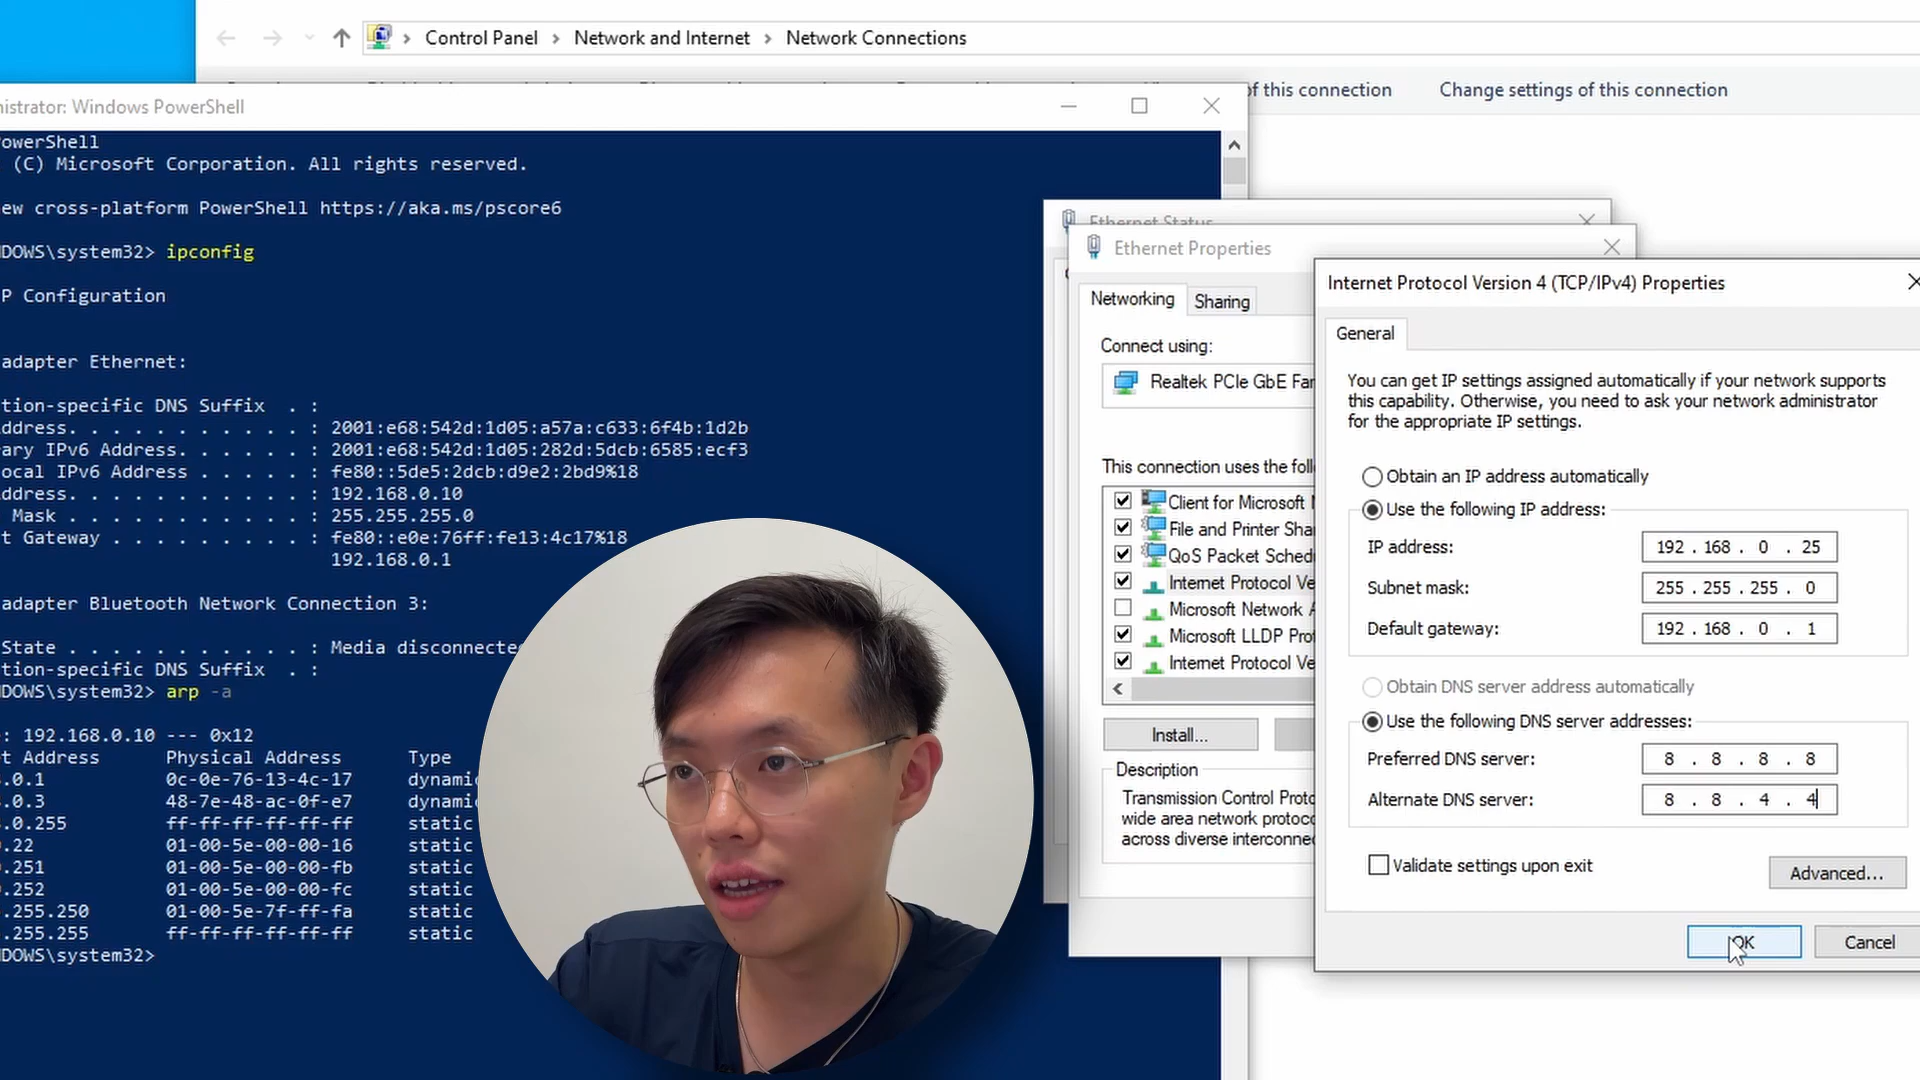 Control Panel > Network and Internet > Network Connections
of this connection
Change settings of this connection
nistrator: Windows PowerShell
PowerShell
(C) Microsoft Corporation. All rights reserved.
ew cross-platform PowerShell https://aka.ms/pscore6
DOWS\system32> ipconfig
P Configuration
adapter Ethernet:
tion-specific DNS Suffix . :
ddress. . . . . . . . . . . : 2001:e68:542d:1d05:a57a:c633:6f4b:1d2b
ary IPv6 Address. . . . . . : 2001:e68:542d:1d05:282d:5dcb:6585:ecf3
ocal IPv6 Address . . . . . : fe80::5de5:2dcb:d9e2:2bd9%18
ddress. . . . . . . . . . . : 192.168.0.10
Mask . . . . . . . . . . . : 255.255.255.0
t Gateway . . . . . . . . . : fe80::e0e:76ff:fe13:4c17%18
192.168.0.1
adapter Bluetooth Network Connection 3:
State . . . . . . . . . . . : Media disconnected
tion-specific DNS Suffix . :
DOWS\system32> arp -a
: 192.168.0.10 --- 0x12
t Address Physical Address Type
.0.1 0c-0e-76-13-4c-17 dynamic
.0.3 48-7e-48-ac-0f-e7 dynamic
.0.255 ff-ff-ff-ff-ff-ff static
.22 01-00-5e-00-00-16 static
.251 01-00-5e-00-00-fb static
.252 01-00-5e-00-00-fc static
.255.250 01-00-5e-7f-ff-fa static
.255.255 ff-ff-ff-ff-ff-ff static
DOWS\system32>
Ethernet Status
Ethernet Properties
Networking
Sharing
Connect using:
Realtek PCIe GbE Fam
This connection uses the follo
Client for Microsoft N
File and Printer Shar
QoS Packet Schedu
Internet Protocol Ve
Microsoft Network A
Microsoft LLDP Prot
Internet Protocol Ve
Install...
Description
Transmission Control Proto
wide area network protoco
across diverse interconnec
Internet Protocol Version 4 (TCP/IPv4) Properties
General
You can get IP settings assigned automatically if your network supports
this capability. Otherwise, you need to ask your network administrator
for the appropriate IP settings.
Obtain an IP address automatically
Use the following IP address:
IP address: 192 . 168 . 0 . 25
Subnet mask: 255 . 255 . 255 . 0
Default gateway: 192 . 168 . 0 . 1
Obtain DNS server address automatically
Use the following DNS server addresses:
Preferred DNS server: 8 . 8 . 8 . 8
Alternate DNS server: 8 . 8 . 4 . 4
Validate settings upon exit
Advanced...
OK
Cancel